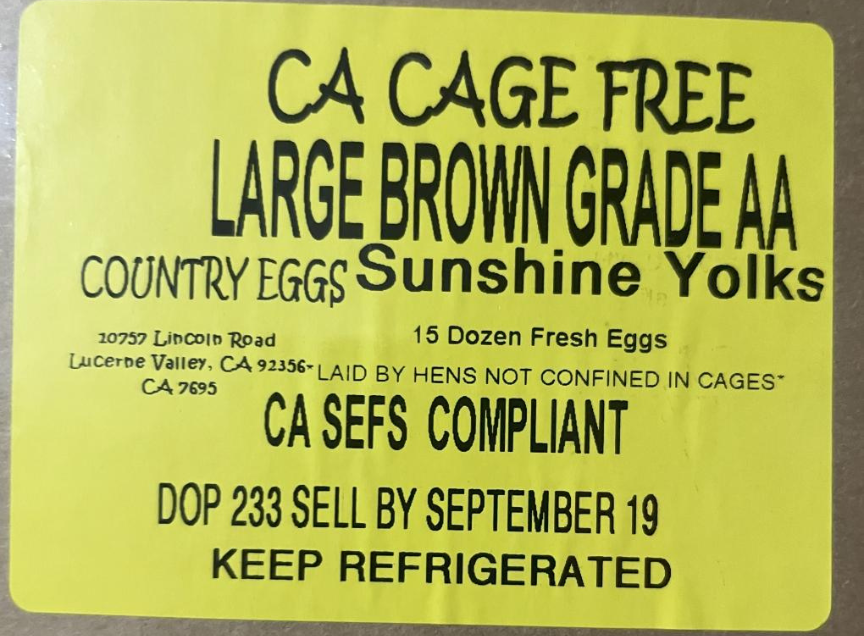 CA CAGE FREE
LARGE BROWN GRADE AA
COUNTRY EGGS Sunshine Yolks
10757 Lincoln Road
Lucerne Valley, CA 92356
CA 7695
15 Dozen Fresh Eggs
*LAID BY HENS NOT CONFINED IN CAGES*
CA SEFS COMPLIANT
DOP 233 SELL BY SEPTEMBER 19
KEEP REFRIGERATED